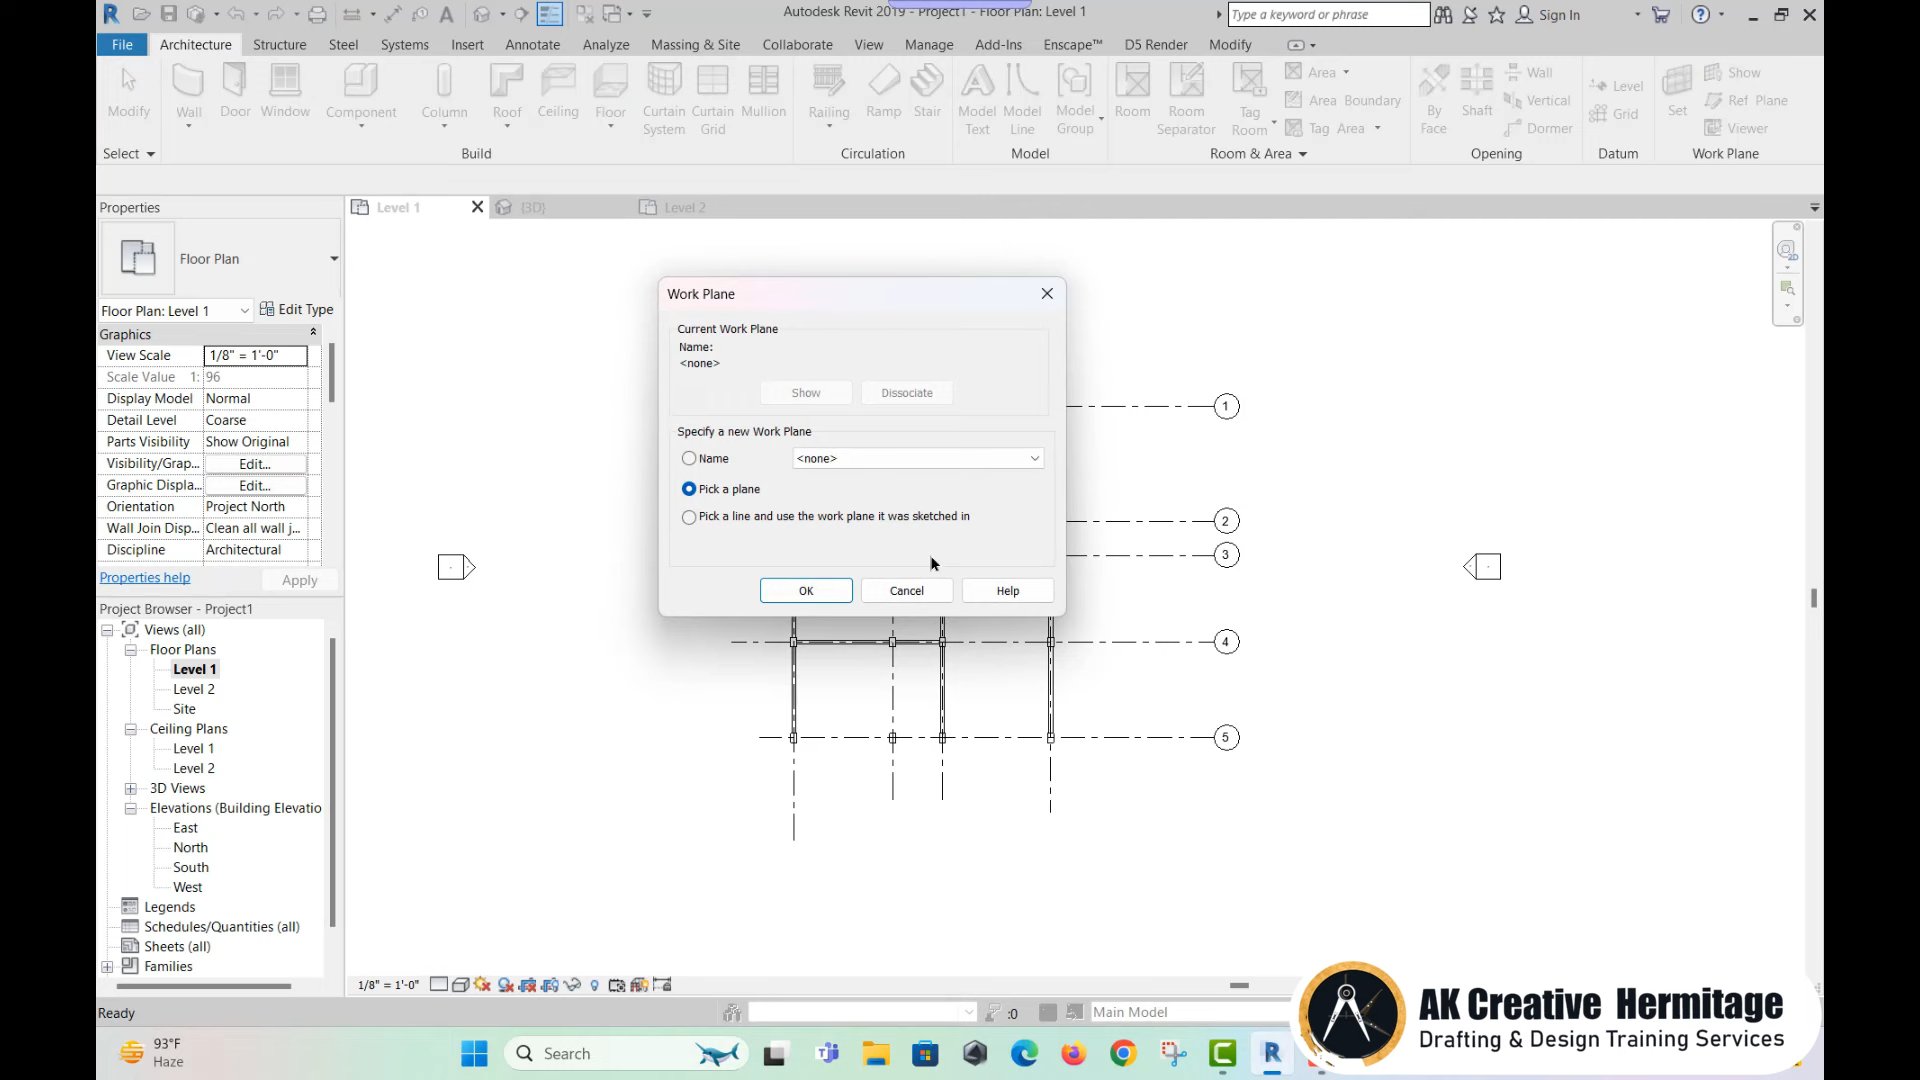 Autodesk Revit 2019 - Project1 - Floor Plan: Level 1
Type a keyword or phrase
Sign In
File Architecture Structure Steel Systems Insert Annotate Analyze Massing & Site Collaborate View Manage Add-Ins Enscape™ D5 Render Modify
Modify Wall Door Window Component Column Roof Ceiling Floor Curtain System Curtain Grid Mullion Railing Ramp Stair Model Text Model Line Model Group Room Room Separator Tag Room
Area
Area Boundary
Tag Area
By Face Shaft
Wall
Vertical
Dormer
Level
Grid
Set
Show
Ref Plane
Viewer
Select Build Circulation Model Room & Area Opening Datum Work Plane
Properties
Level 1 {3D} Level 2
Floor Plan
Floor Plan: Level 1 Edit Type
Graphics
View Scale 1/8" = 1'-0"
Scale Value 1: 96
Display Model Normal
Detail Level Coarse
Parts Visibility Show Original
Visibility/Grap... Edit...
Graphic Displa... Edit...
Orientation Project North
Wall Join Disp... Clean all wall j...
Discipline Architectural
Properties help Apply
Project Browser - Project1
Views (all)
Floor Plans
Level 1
Level 2
Site
Ceiling Plans
Level 1
Level 2
3D Views
Elevations (Building Elevatio
East
North
South
West
Legends
Schedules/Quantities (all)
Sheets (all)
Families
Work Plane
Current Work Plane
Name:
<none>
Show Dissociate
Specify a new Work Plane
Name <none>
Pick a plane
Pick a line and use the work plane it was sketched in
OK Cancel Help
1
2
3
4
5
1/8" = 1'-0"
Ready
:0
Main Model
93°F
Haze
Search
AK Creative Hermitage
Drafting & Design Training Services